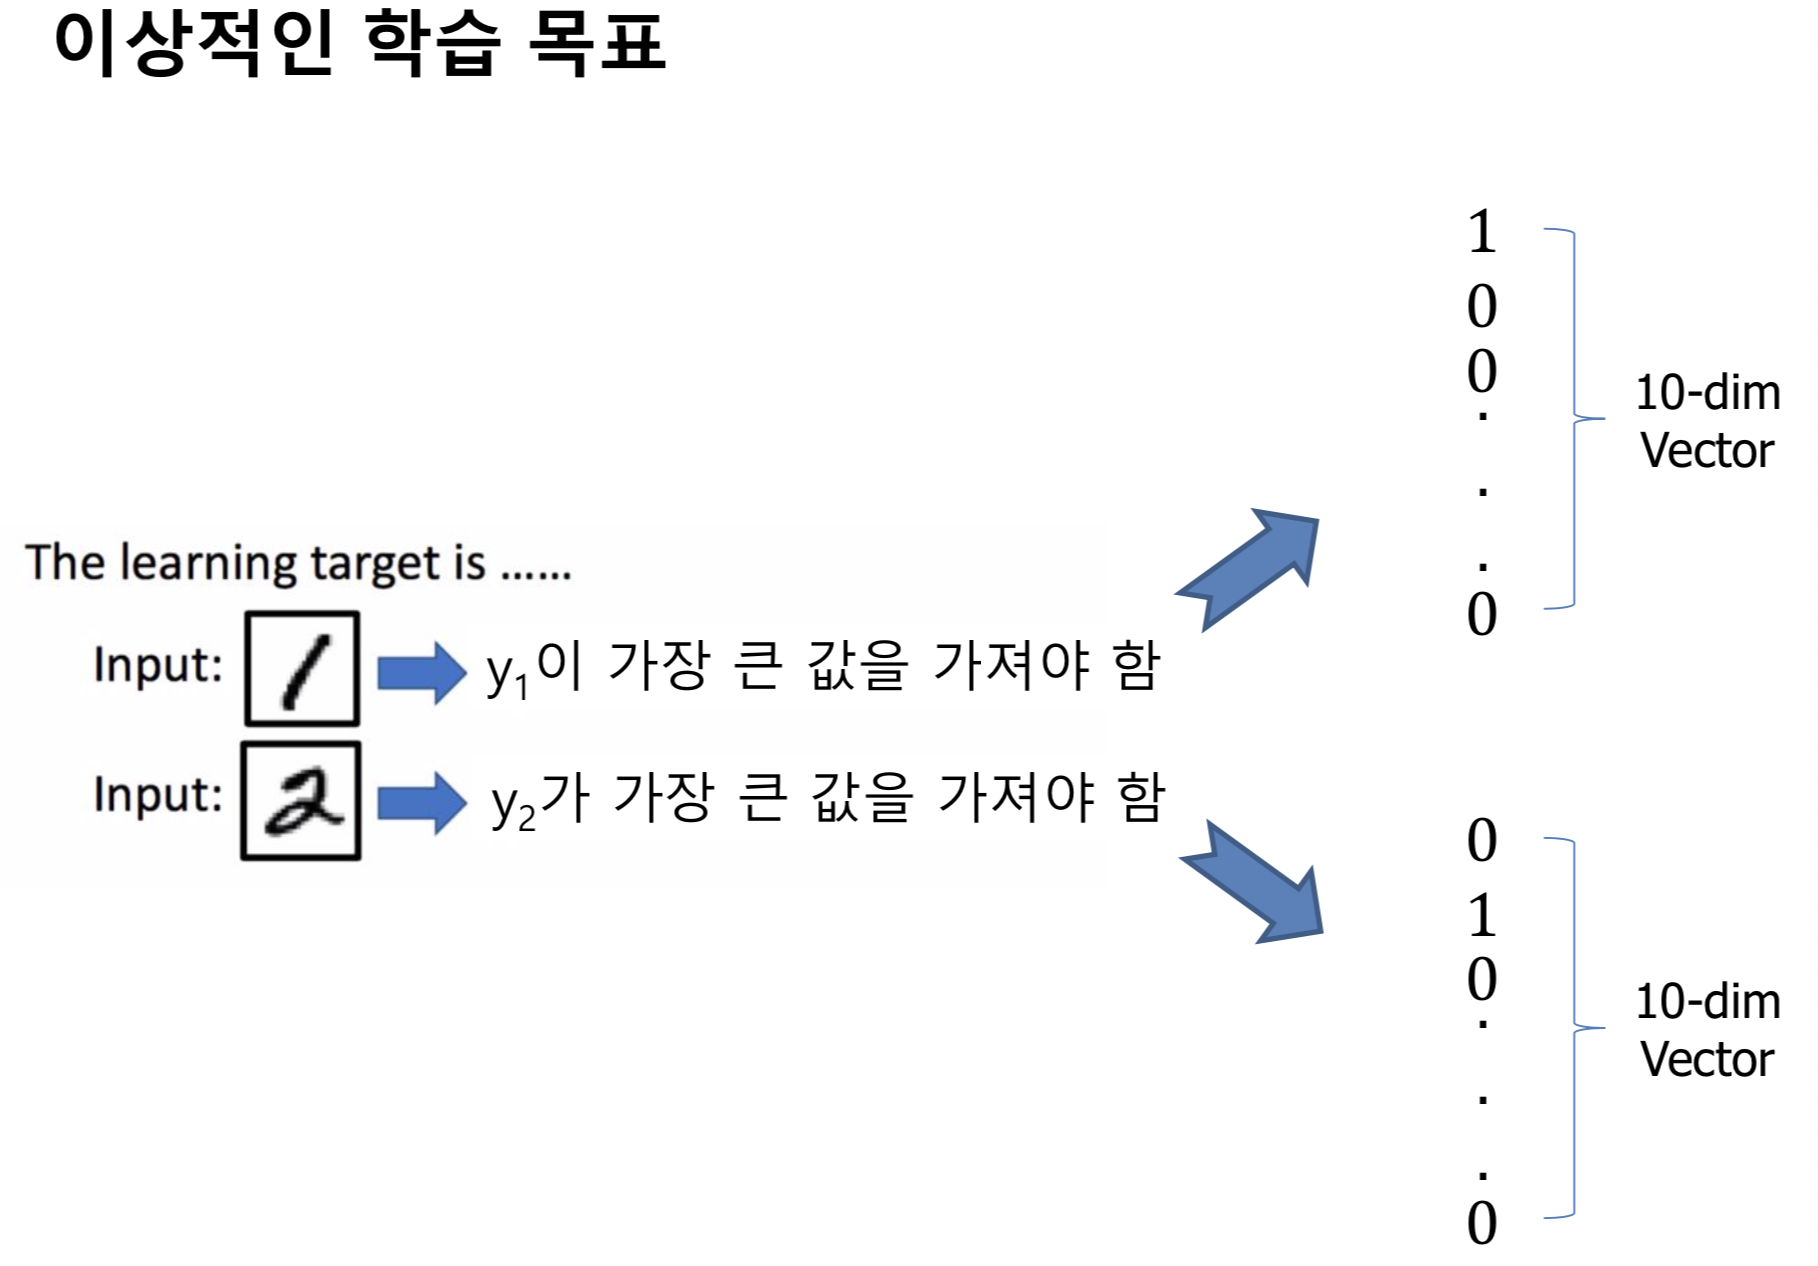 이상적인 학습 목표
The learning target is ......
Input: 1 y₁이 가장 큰 값을 가져야 함
Input: 2 y₂가 가장 큰 값을 가져야 함
1
0
0
.
.
.
0
10-dim
Vector
0
1
0
.
.
.
0
10-dim
Vector